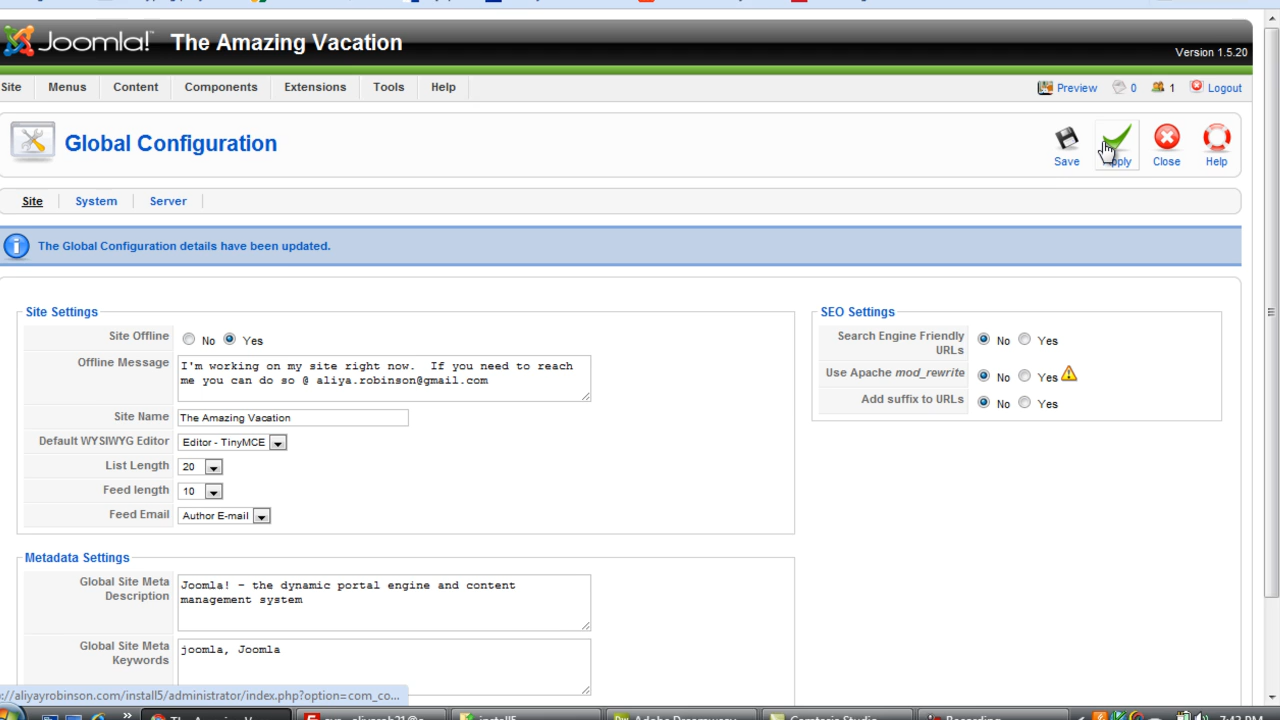 Joomla! The Amazing Vacation
Version 1.5.20
Site Menus Content Components Extensions Tools Help Preview 0 1 Logout
Global Configuration
Save Apply Close Help
Site System Server
The Global Configuration details have been updated.
Site Settings
Site Offline No Yes
Offline Message I'm working on my site right now. If you need to reach
me you can do so @ aliya.robinson@gmail.com
Site Name The Amazing Vacation
Default WYSIWYG Editor Editor - TinyMCE
List Length 20
Feed length 10
Feed Email Author E-mail
SEO Settings
Search Engine Friendly
URLs No Yes
Use Apache mod_rewrite No Yes
Add suffix to URLs No Yes
Metadata Settings
Global Site Meta
Description Joomla! - the dynamic portal engine and content
management system
Global Site Meta
Keywords joomla, Joomla
://aliyayrobinson.com/install5/administrator/index.php?option=com_co...